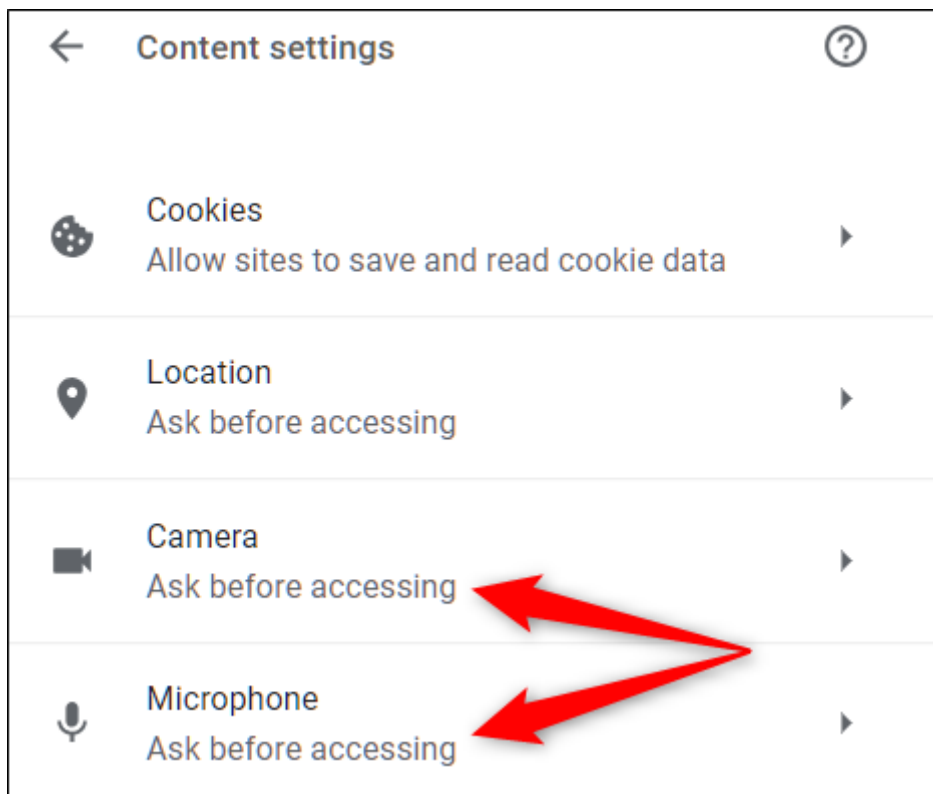 Content settings
Cookies
Allow sites to save and read cookie data
Location
Ask before accessing
Camera
Ask before accessing
Microphone
Ask before accessing